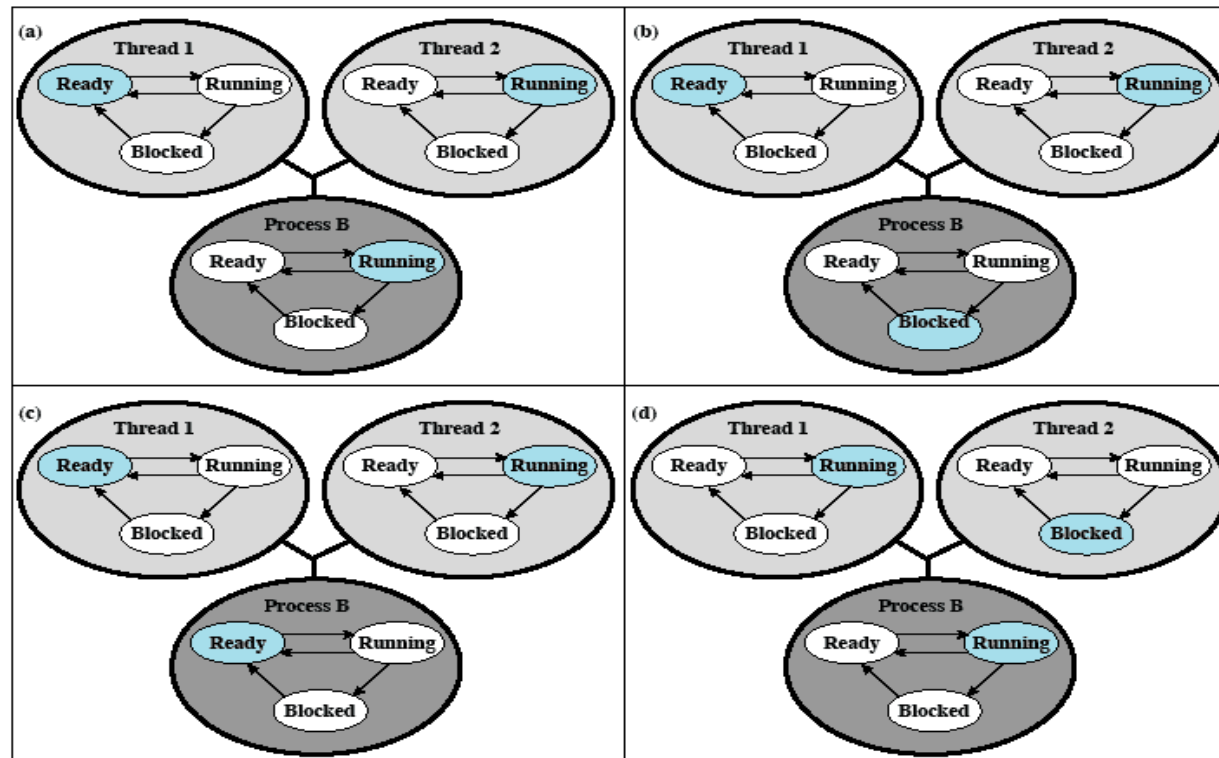 (a)
Thread 1
Ready
Running
Blocked
Thread 2
Ready
Running
Blocked
Process B
Ready
Running
Blocked
(b)
Thread 1
Ready
Running
Blocked
Thread 2
Ready
Running
Blocked
Process B
Ready
Running
Blocked
(c)
Thread 1
Ready
Running
Blocked
Thread 2
Ready
Running
Blocked
Process B
Ready
Running
Blocked
(d)
Thread 1
Ready
Running
Blocked
Thread 2
Ready
Running
Blocked
Process B
Ready
Running
Blocked